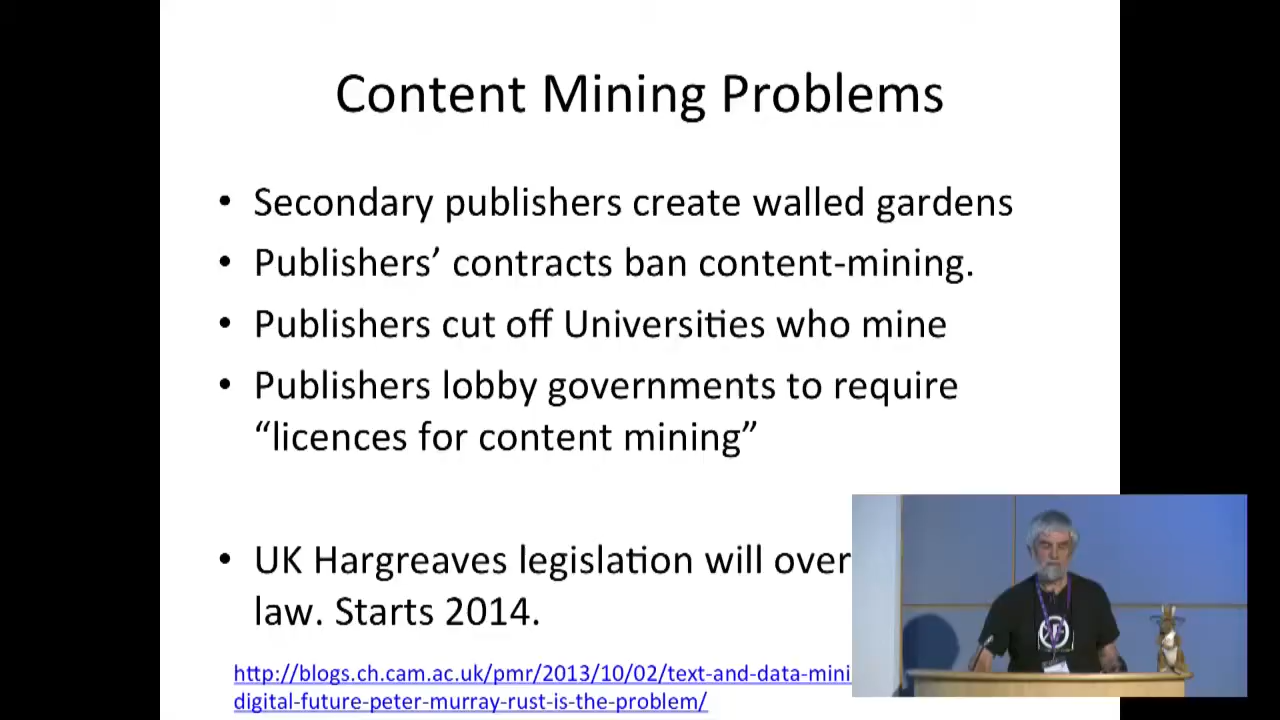 Content Mining Problems
• Secondary publishers create walled gardens
• Publishers’ contracts ban content-mining.
• Publishers cut off Universities who mine
• Publishers lobby governments to require
“licences for content mining”
• UK Hargreaves legislation will over
law. Starts 2014.
http://blogs.ch.cam.ac.uk/pmr/2013/10/02/text-and-data-mini
digital-future-peter-murray-rust-is-the-problem/